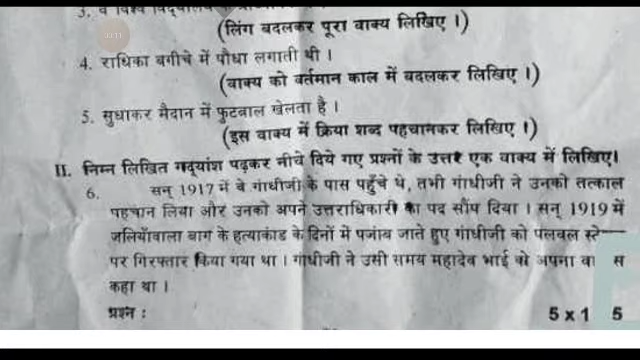 3. वे विश्व
(लिंग बदलकर पूरा वाक्य लिखिए ।)
4. राधिका बगीचे में पौधा लगाती थी ।
(वाक्य को वर्तमान काल में बदलकर लिखिए ।)
5. सुधाकर मैदान में फुटबाल खेलता है ।
(इस वाक्य में क्रिया शब्द पहचानकर लिखिए ।)
II. निम्न लिखित गद्यांश पढ़कर नीचे दिये गए प्रश्नों के उत्तर एक वाक्य में लिखिए।
6. सन् 1917 में वे गांधीजी के पास पहुँचे थे, तभी गांधीजी ने उनको तत्काल
पहचान लिया और उनको अपने उत्तराधिकारी का पद सौंप दिया । सन् 1919 में
जलियाँवाला बाग के हत्याकांड के दिनों में पजांब जाते हुए गांधीजी को पलवल
पर गिरफ्तार किया गया था । गांधीजी ने उसी समय महादेव भाई को अपना
कहा था ।
प्रश्न : 5 x 1 5